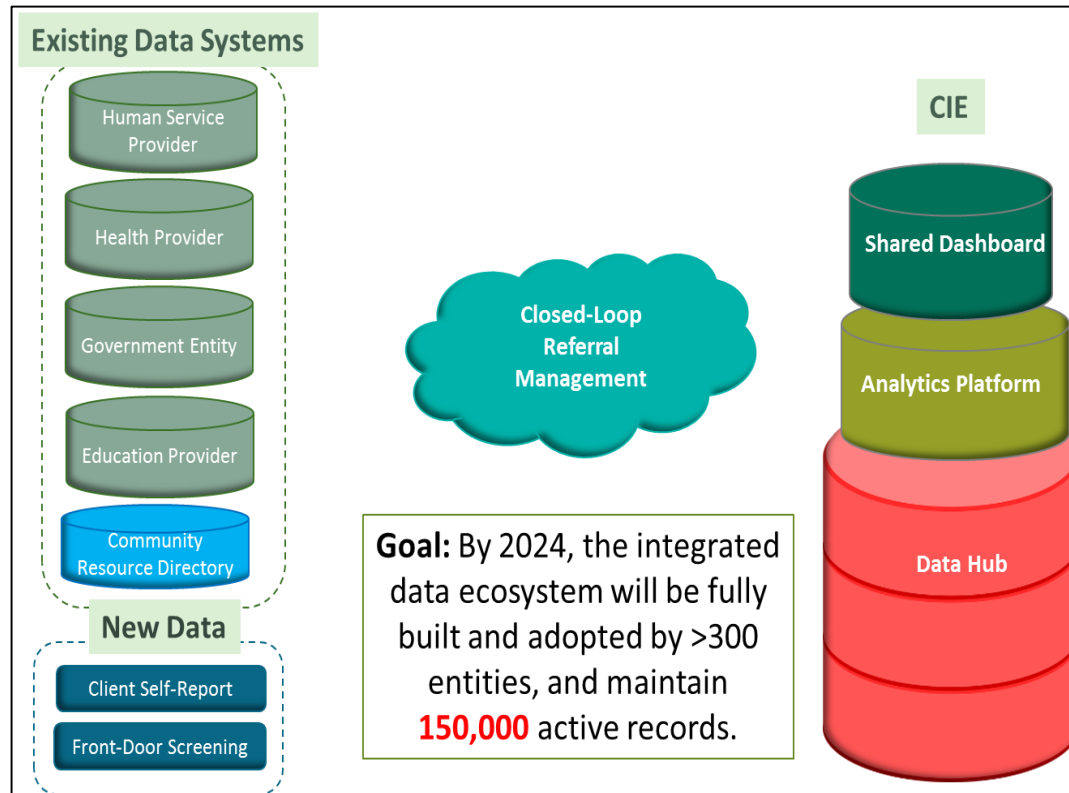 Existing Data Systems
Human Service
Provider
Health Provider
Government Entity
Education Provider
Community
Resource Directory
New Data
Client Self-Report
Front-Door Screening
Closed-Loop
Referral
Management
Goal: By 2024, the integrated
data ecosystem will be fully
built and adopted by >300
entities, and maintain
150,000 active records.
CIE
Shared Dashboard
Analytics Platform
Data Hub